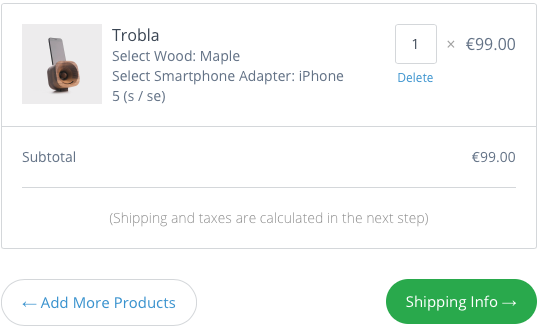 Trobla
Select Wood: Maple
Select Smartphone Adapter: iPhone
5 (s / se)
1 × €99.00
Delete
Subtotal €99.00
(Shipping and taxes are calculated in the next step)
← Add More Products
Shipping Info →